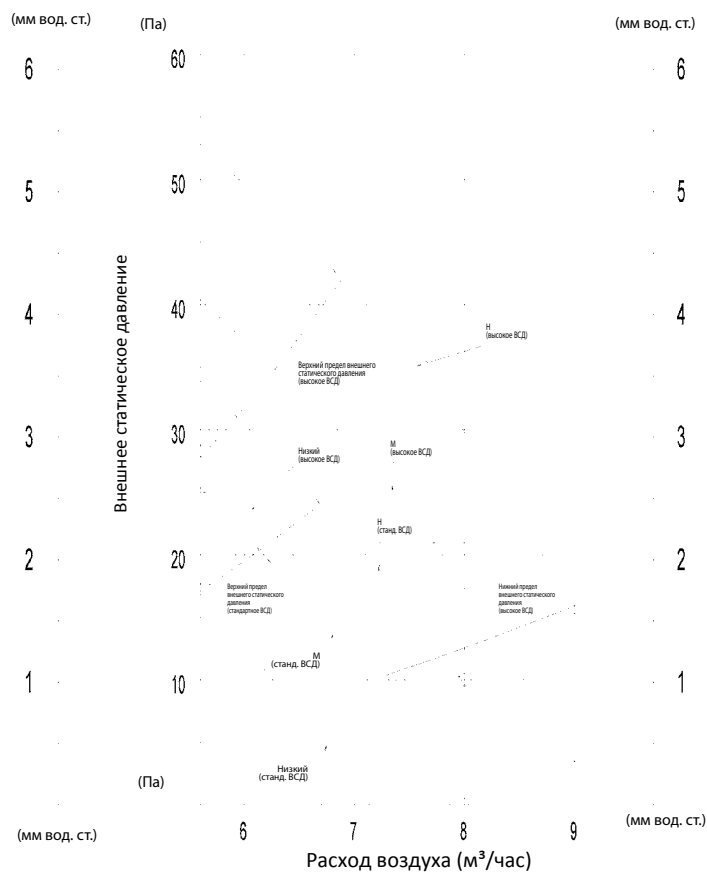 (мм вод. ст.)
(Па)
(мм вод. ст.)
6
60
6
5
50
5
4
40
4
Внешнее статическое давление
Н
(высокое ВСД)
Верхний предел внешнего
статического давления
(высокое ВСД)
3
30
3
Низкий
(высокое ВСД)
М
(высокое ВСД)
Н
(станд. ВСД)
2
20
2
Верхний предел
внешнего статического
давления
(стандартное ВСД)
Нижний предел
внешнего статического
давления
(высокое ВСД)
М
(станд. ВСД)
1
10
1
Низкий
(станд. ВСД)
(Па)
(мм вод. ст.)
6
7
8
9
(мм вод. ст.)
Расход воздуха (м³/час)